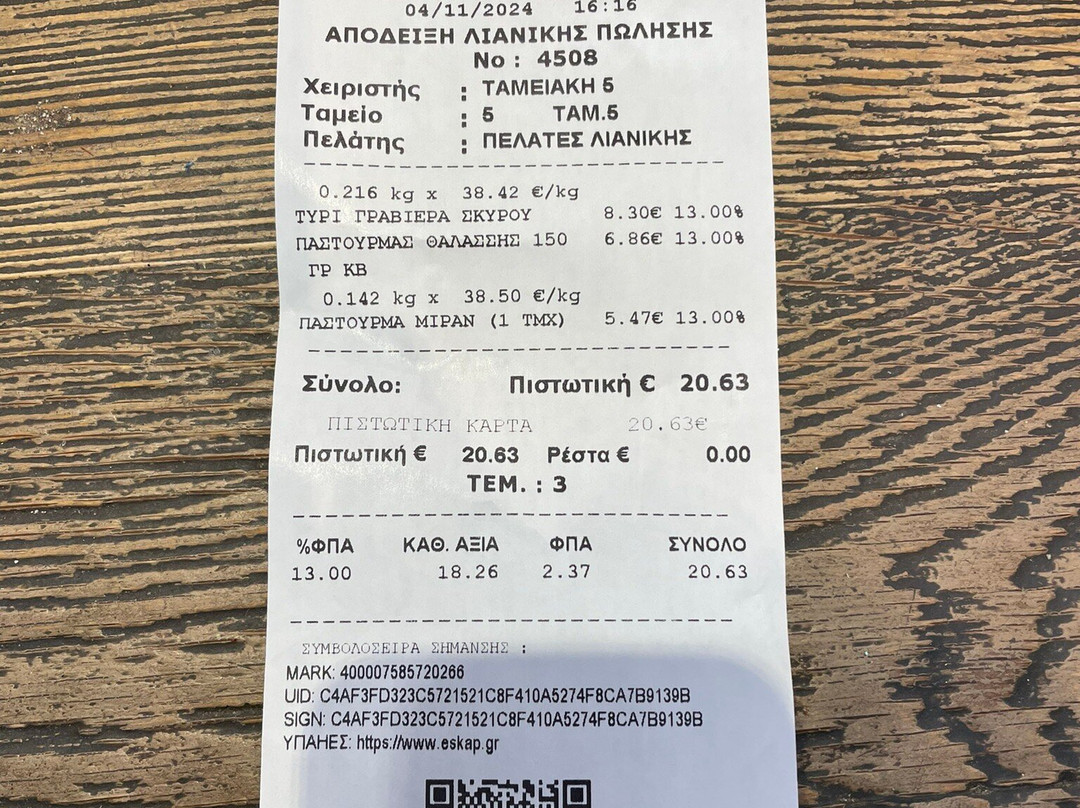 04/11/2024 16:16
ΑΠΟΔΕΙΞΗ ΛΙΑΝΙΚΗΣ ΠΩΛΗΣΗΣ
No : 4508
Χειριστής : ΤΑΜΕΙΑΚΗ 5
Ταμείο : 5 ΤΑΜ.5
Πελάτης : ΠΕΛΑΤΕΣ ΛΙΑΝΙΚΗΣ
0.216 kg x 38.42 €/kg
ΤΥΡΙ ΓΡΑΒΙΕΡΑ ΣΚΥΡΟΥ 8.30€ 13.00%
ΠΑΣΤΟΥΡΜΑΣ ΘΑΛΑΣΣΗΣ 150 6.86€ 13.00%
ΓΡ ΚΒ
0.142 kg x 38.50 €/kg
ΠΑΣΤΟΥΡΜΑ ΜΙΡΑΝ (1 ΤΜΧ) 5.47€ 13.00%
Σύνολο: Πιστωτική € 20.63
ΠΙΣΤΩΤΙΚΗ ΚΑΡΤΑ 20.63€
Πιστωτική € 20.63 Ρέστα € 0.00
ΤΕΜ. : 3
%ΦΠΑ ΚΑΘ. ΑΞΙΑ ΦΠΑ ΣΥΝΟΛΟ
13.00 18.26 2.37 20.63
ΣΥΜΒΟΛΟΣΕΙΡΑ ΣΗΜΑΝΣΗΣ :
MARK: 400007585720266
UID: C4AF3FD323C5721521C8F410A5274F8CA7B9139B
SIGN: C4AF3FD323C5721521C8F410A5274F8CA7B9139B
ΥΠΑΗΕΣ: https://www.eskap.gr